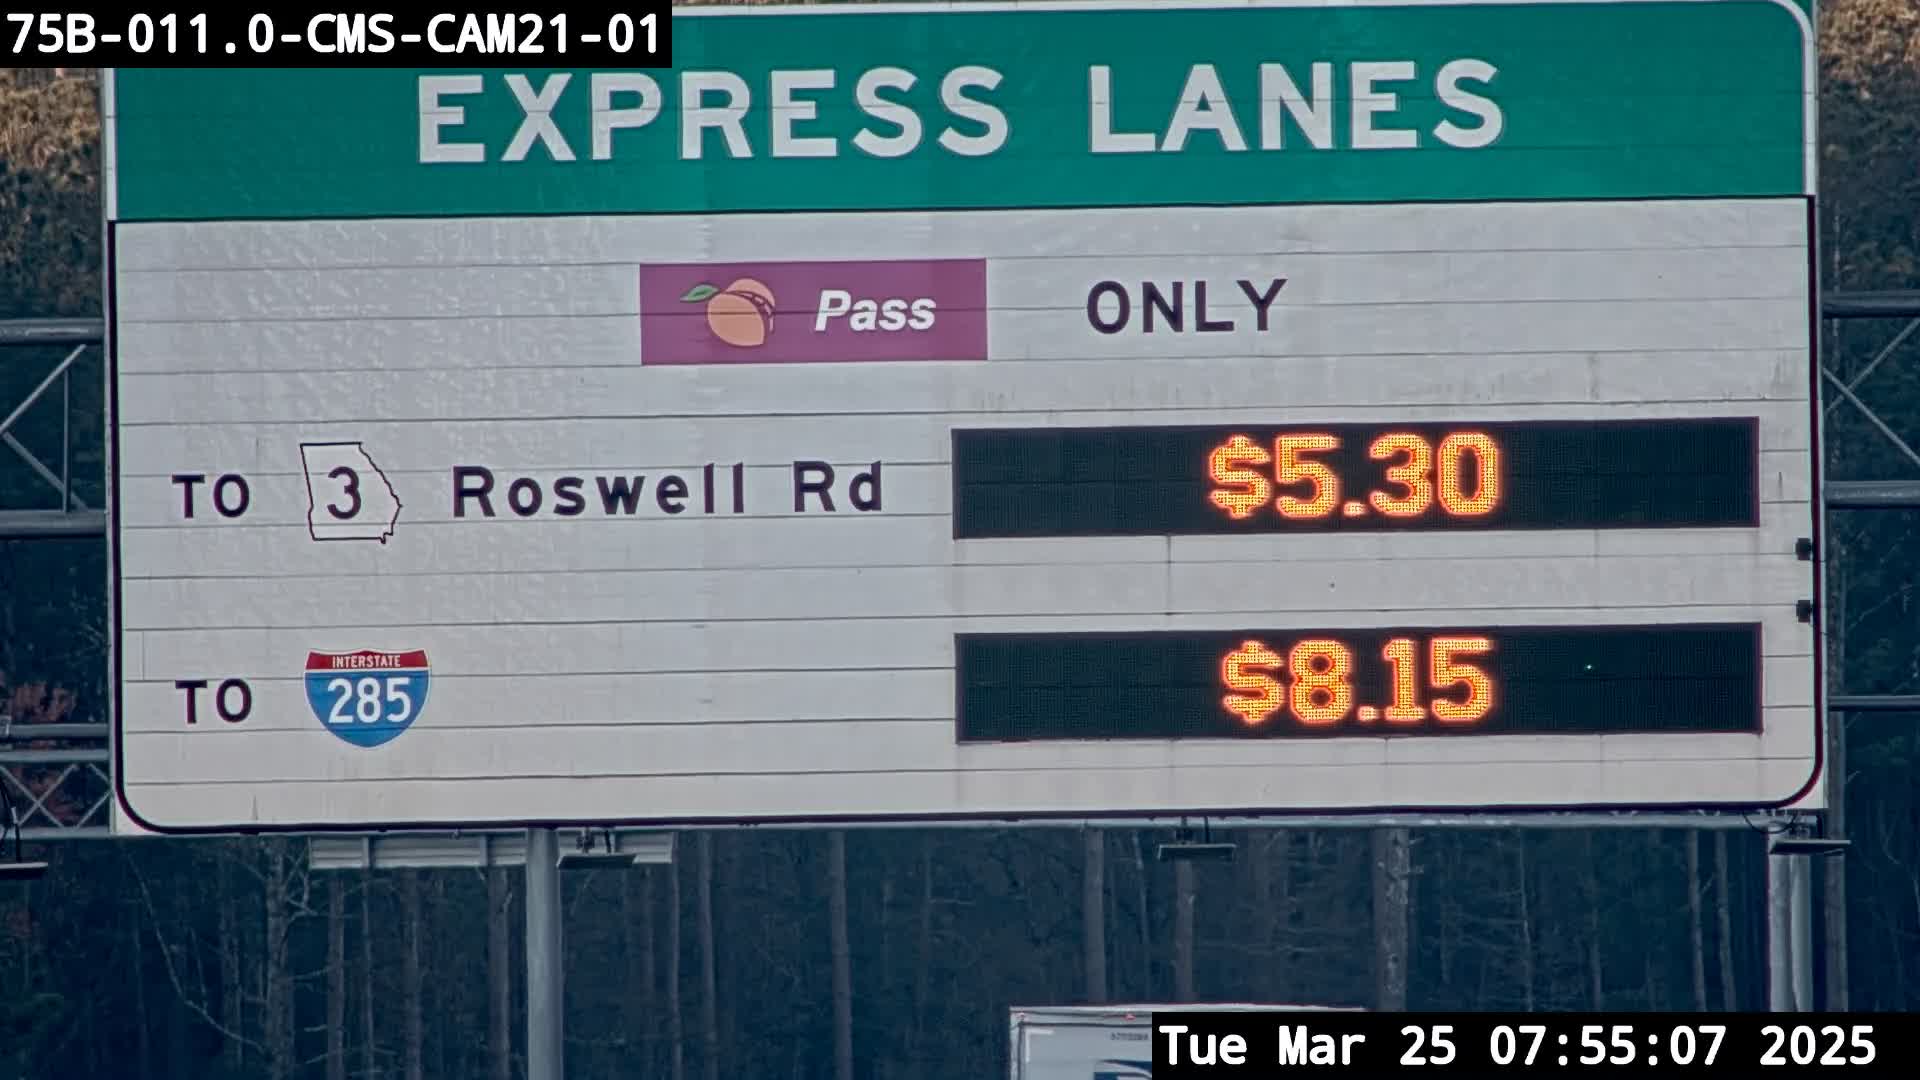 75B-011.0-CMS-CAM21-01
EXPRESS LANES
Pass ONLY
TO 3 Roswell Rd $5.30
INTERSTATE
TO 285 $8.15
Tue Mar 25 07:55:07 2025